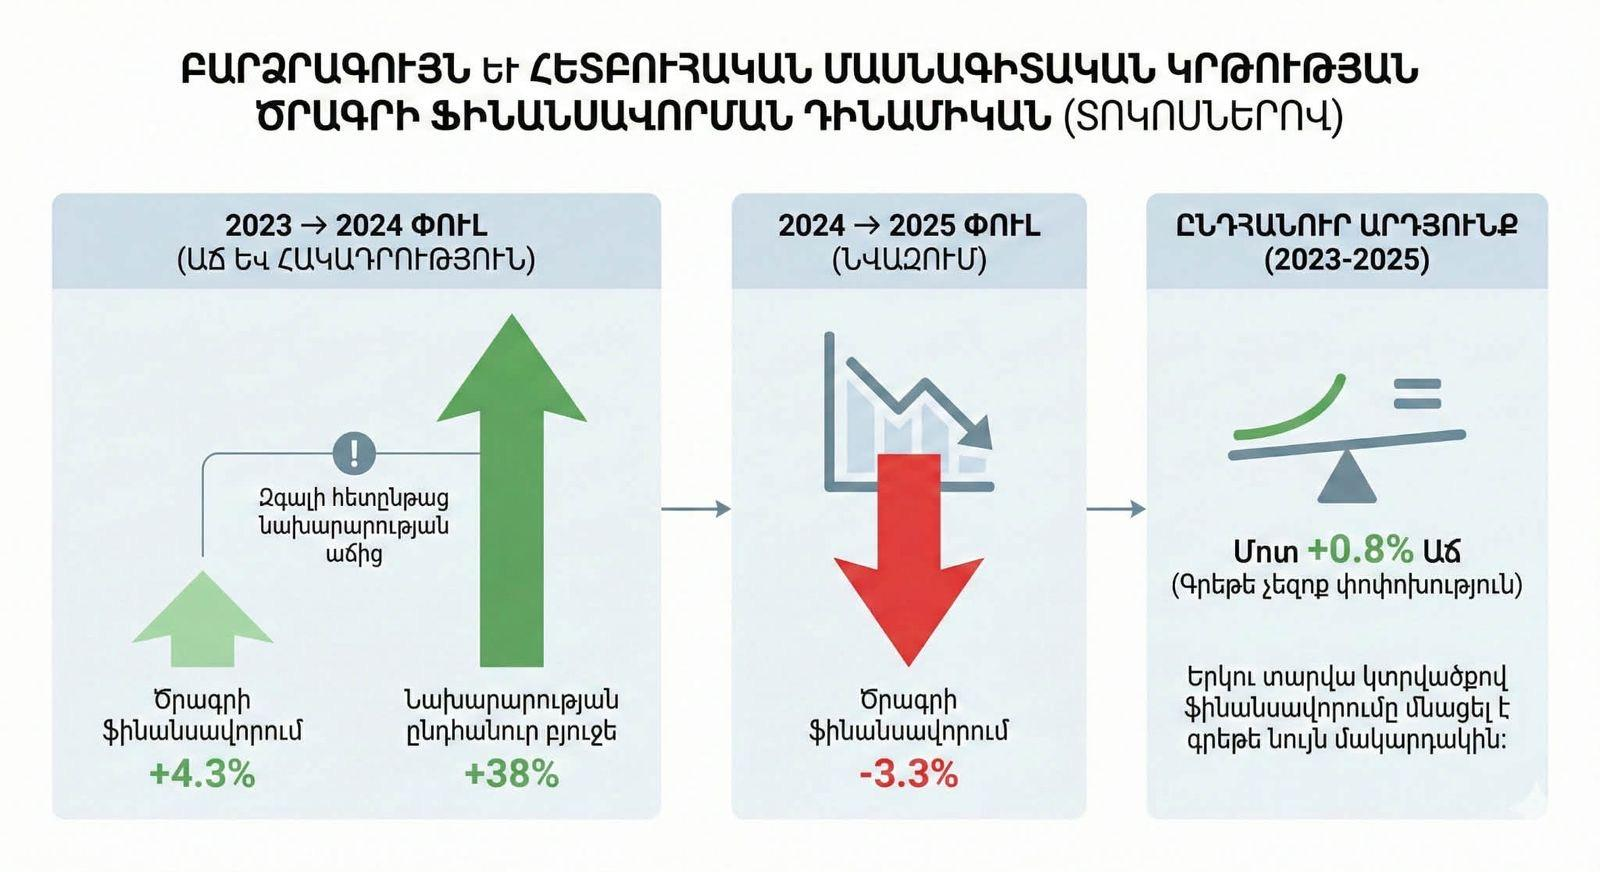 ԲԱՐՁՐԱԳՈՒՅՆ ԵՒ ՀԵՏԲՈՒՀԱԿԱՆ ՄԱՍՆԱԳԻՏԱԿԱՆ ԿՐԹՈՒԹՅԱՆ
ԾՐԱԳՐԻ ՖԻՆԱՆՍԱՎՈՐՄԱՆ ԴԻՆԱՄԻԿԱՆ (ՏՈԿՈՍՆԵՐՈՎ)
2023 → 2024 ՓՈՒԼ
(ԱՃ ԵՎ ՀԱԿԱԴՐՈՒԹՅՈՒՆ)
!
Զգալի հետընթաց
նախարարության
աճից
Ծրագրի
ֆինանսավորում
+4.3%
Նախարարության
ընդհանուր բյուջե
+38%
2024 → 2025 ՓՈՒԼ
(ՆՎԱԶՈՒՄ)
Ծրագրի
ֆինանսավորում
-3.3%
ԸՆԴՀԱՆՈՒՐ ԱՐԴՅՈՒՆՔ
(2023-2025)
Մոտ +0.8% Աճ
(Գրեթե չեզոք փոփոխություն)
Երկու տարվա կտրվածքով
ֆինանսավորումը մնացել է
գրեթե նույն մակարդակին: